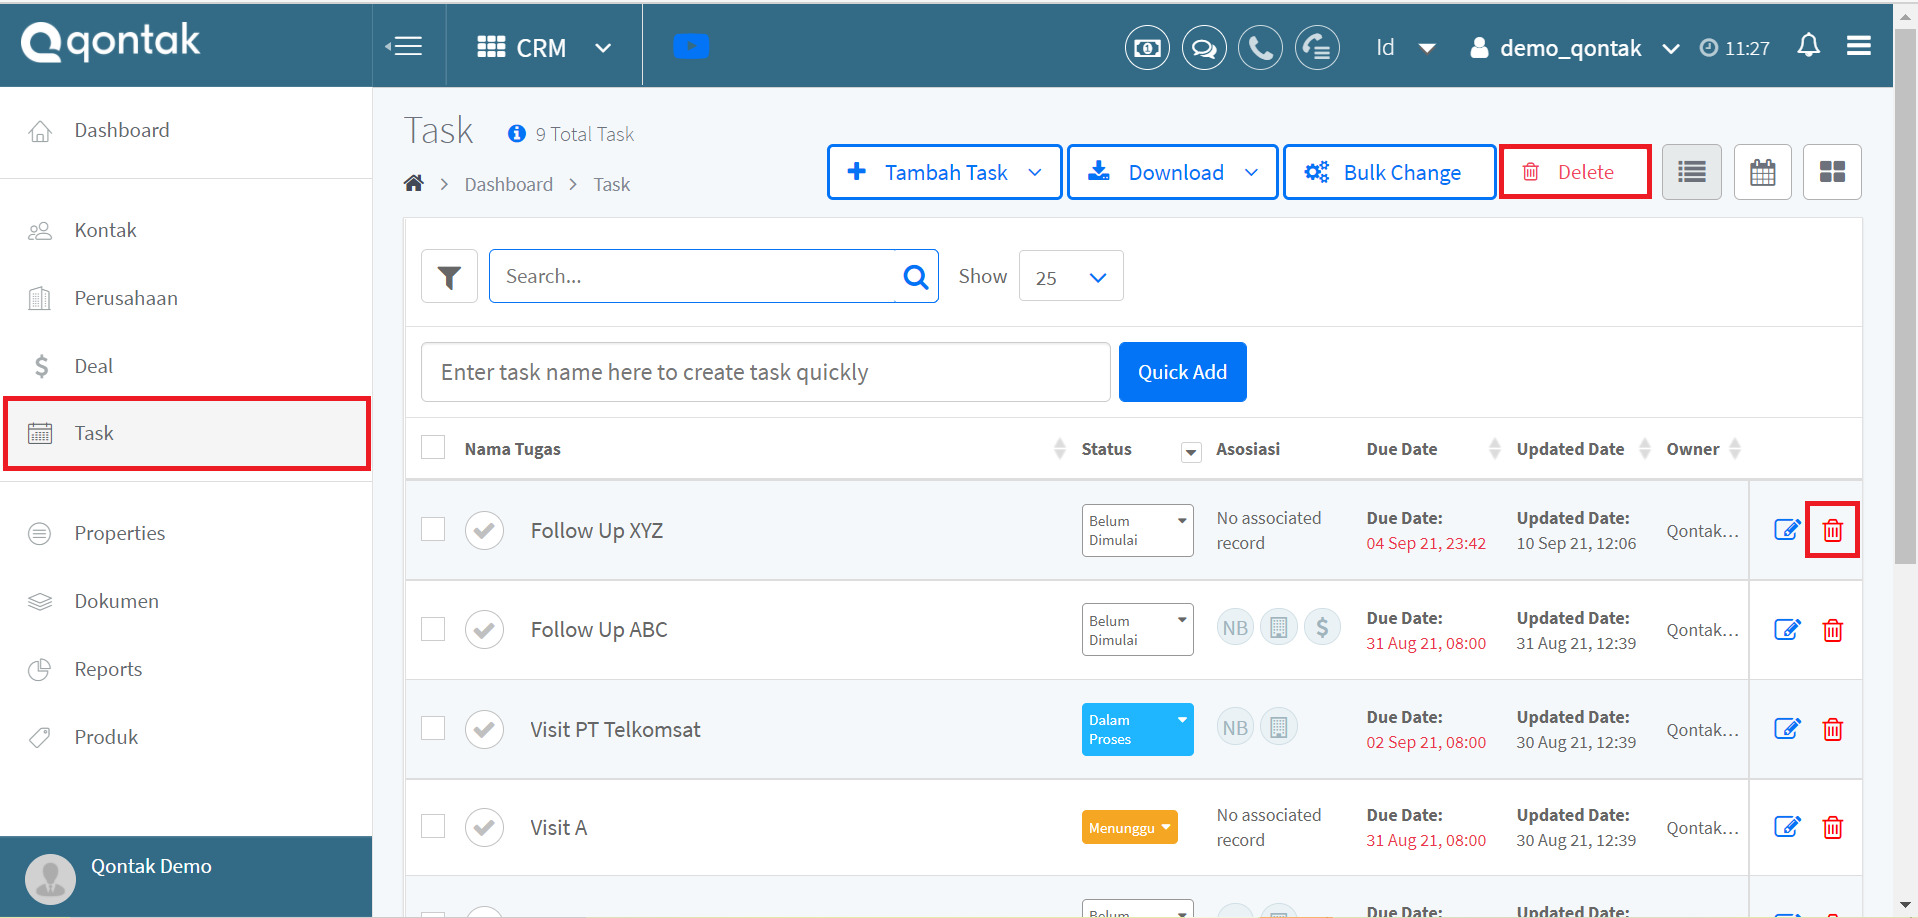 qontak
CRM
Id
demo_qontak
11:27
Dashboard
Kontak
Perusahaan
Deal
Task
Properties
Dokumen
Reports
Produk
Qontak Demo
Task
9 Total Task
Dashboard > Task
Tambah Task
Download
Bulk Change
Delete
Search...
Show
25
Enter task name here to create task quickly
Quick Add
Nama Tugas
Status
Asosiasi
Due Date
Updated Date
Owner
Follow Up XYZ
Belum
Dimulai
No associated
record
Due Date:
04 Sep 21, 23:42
Updated Date:
10 Sep 21, 12:06
Qontak...
Follow Up ABC
Belum
Dimulai
NB
Due Date:
31 Aug 21, 08:00
Updated Date:
31 Aug 21, 12:39
Qontak...
Visit PT Telkomsat
Dalam
Proses
NB
Due Date:
02 Sep 21, 08:00
Updated Date:
30 Aug 21, 12:39
Qontak...
Visit A
Menunggu
No associated
record
Due Date:
31 Aug 21, 08:00
Updated Date:
30 Aug 21, 12:39
Qontak...
Belum
Due Date:
Updated Date: